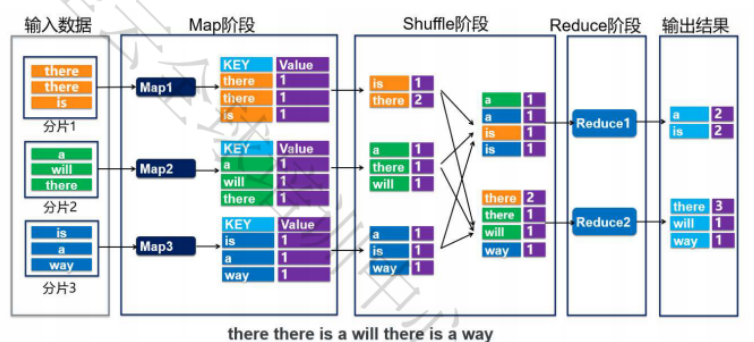 输入数据
there
there
is
分片1
a
will
there
分片2
is
a
way
分片3
Map阶段
Map1
Map2
Map3
KEY Value
there 1
there 1
is 1
KEY Value
a 1
will 1
there 1
KEY Value
is 1
a 1
way 1
Shuffle阶段
is 1
there 2
a 1
there 1
will 1
a 1
is 1
way 1
a 1
a 1
is 1
is 1
there 2
there 1
will 1
way 1
Reduce阶段
Reduce1
Reduce2
输出结果
a 2
is 2
there 3
will 1
way 1
there there is a will there is a way